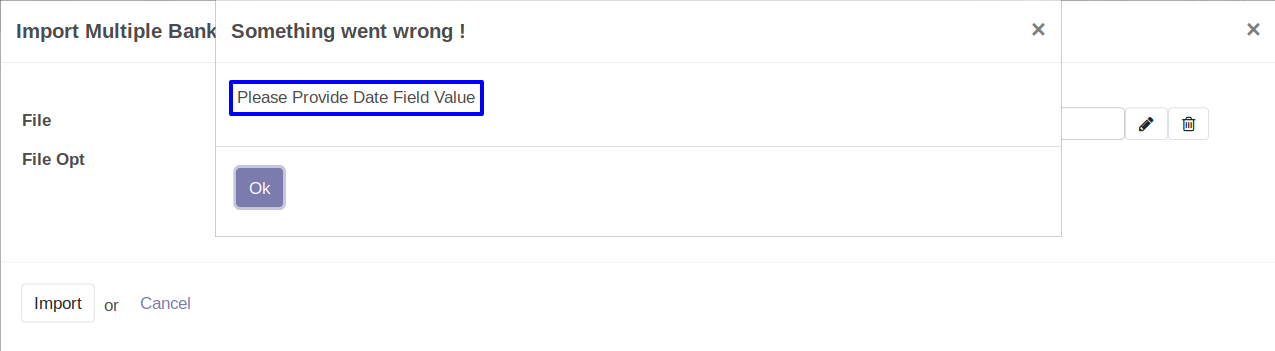 Import Multiple Bank
Something went wrong !
×
×
Please Provide Date Field Value
File
File Opt
Ok
Import or Cancel